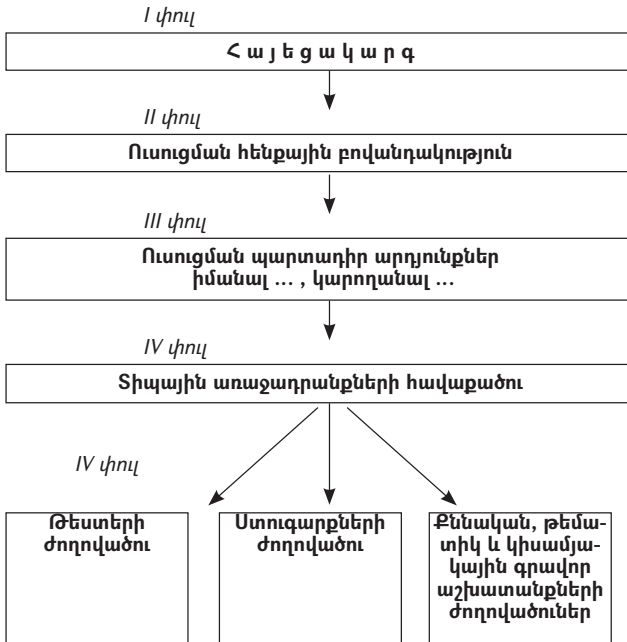 I փուլ
Հ ա յ ե ց ա կ ա ր գ
II փուլ
Ուսուցման հենքային բովանդակություն
III փուլ
Ուսուցման պարտադիր արդյունքներ
իմանալ ... , կարողանալ ...
IV փուլ
Տիպային առաջադրանքների հավաքածու
IV փուլ
Թեստերի
ժողովածու
Ստուգարքների
ժողովածու
Քննական, թեմա-
տիկ և կիսամյա-
կային գրավոր
աշխատանքների
ժողովածուներ